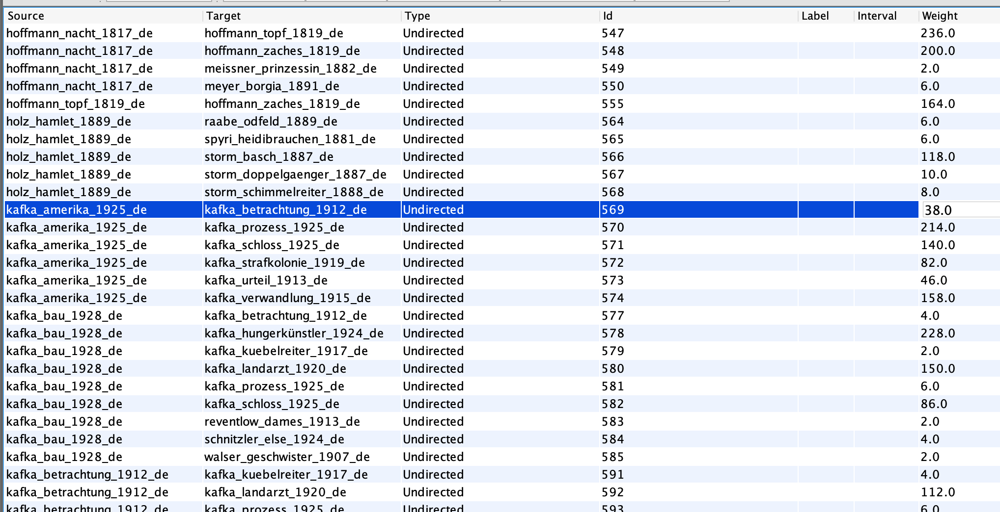 Source Target Type Id Label Interval Weight
hoffmann_nacht_1817_de hoffmann_topf_1819_de Undirected 547 236.0
hoffmann_nacht_1817_de hoffmann_zaches_1819_de Undirected 548 200.0
hoffmann_nacht_1817_de meissner_prinzessin_1882_de Undirected 549 2.0
hoffmann_nacht_1817_de meyer_borgia_1891_de Undirected 550 6.0
hoffmann_topf_1819_de hoffmann_zaches_1819_de Undirected 555 164.0
holz_hamlet_1889_de raabe_odfeld_1889_de Undirected 564 6.0
holz_hamlet_1889_de spyri_heidibrauchen_1881_de Undirected 565 6.0
holz_hamlet_1889_de storm_basch_1887_de Undirected 566 118.0
holz_hamlet_1889_de storm_doppelgaenger_1887_de Undirected 567 10.0
holz_hamlet_1889_de storm_schimmelreiter_1888_de Undirected 568 8.0
kafka_amerika_1925_de kafka_betrachtung_1912_de Undirected 569 38.0
kafka_amerika_1925_de kafka_prozess_1925_de Undirected 570 214.0
kafka_amerika_1925_de kafka_schloss_1925_de Undirected 571 140.0
kafka_amerika_1925_de kafka_strafkolonie_1919_de Undirected 572 82.0
kafka_amerika_1925_de kafka_urteil_1913_de Undirected 573 46.0
kafka_amerika_1925_de kafka_verwandlung_1915_de Undirected 574 158.0
kafka_bau_1928_de kafka_betrachtung_1912_de Undirected 577 4.0
kafka_bau_1928_de kafka_hungerkünstler_1924_de Undirected 578 228.0
kafka_bau_1928_de kafka_kuebelreiter_1917_de Undirected 579 2.0
kafka_bau_1928_de kafka_landarzt_1920_de Undirected 580 150.0
kafka_bau_1928_de kafka_prozess_1925_de Undirected 581 6.0
kafka_bau_1928_de kafka_schloss_1925_de Undirected 582 86.0
kafka_bau_1928_de reventlow_dames_1913_de Undirected 583 2.0
kafka_bau_1928_de schnitzler_else_1924_de Undirected 584 4.0
kafka_bau_1928_de walser_geschwister_1907_de Undirected 585 2.0
kafka_betrachtung_1912_de kafka_kuebelreiter_1917_de Undirected 591 4.0
kafka_betrachtung_1912_de kafka_landarzt_1920_de Undirected 592 112.0
kafka_betrachtung_1912_de kafka_prozess_1925_de Undirected 593 6.0